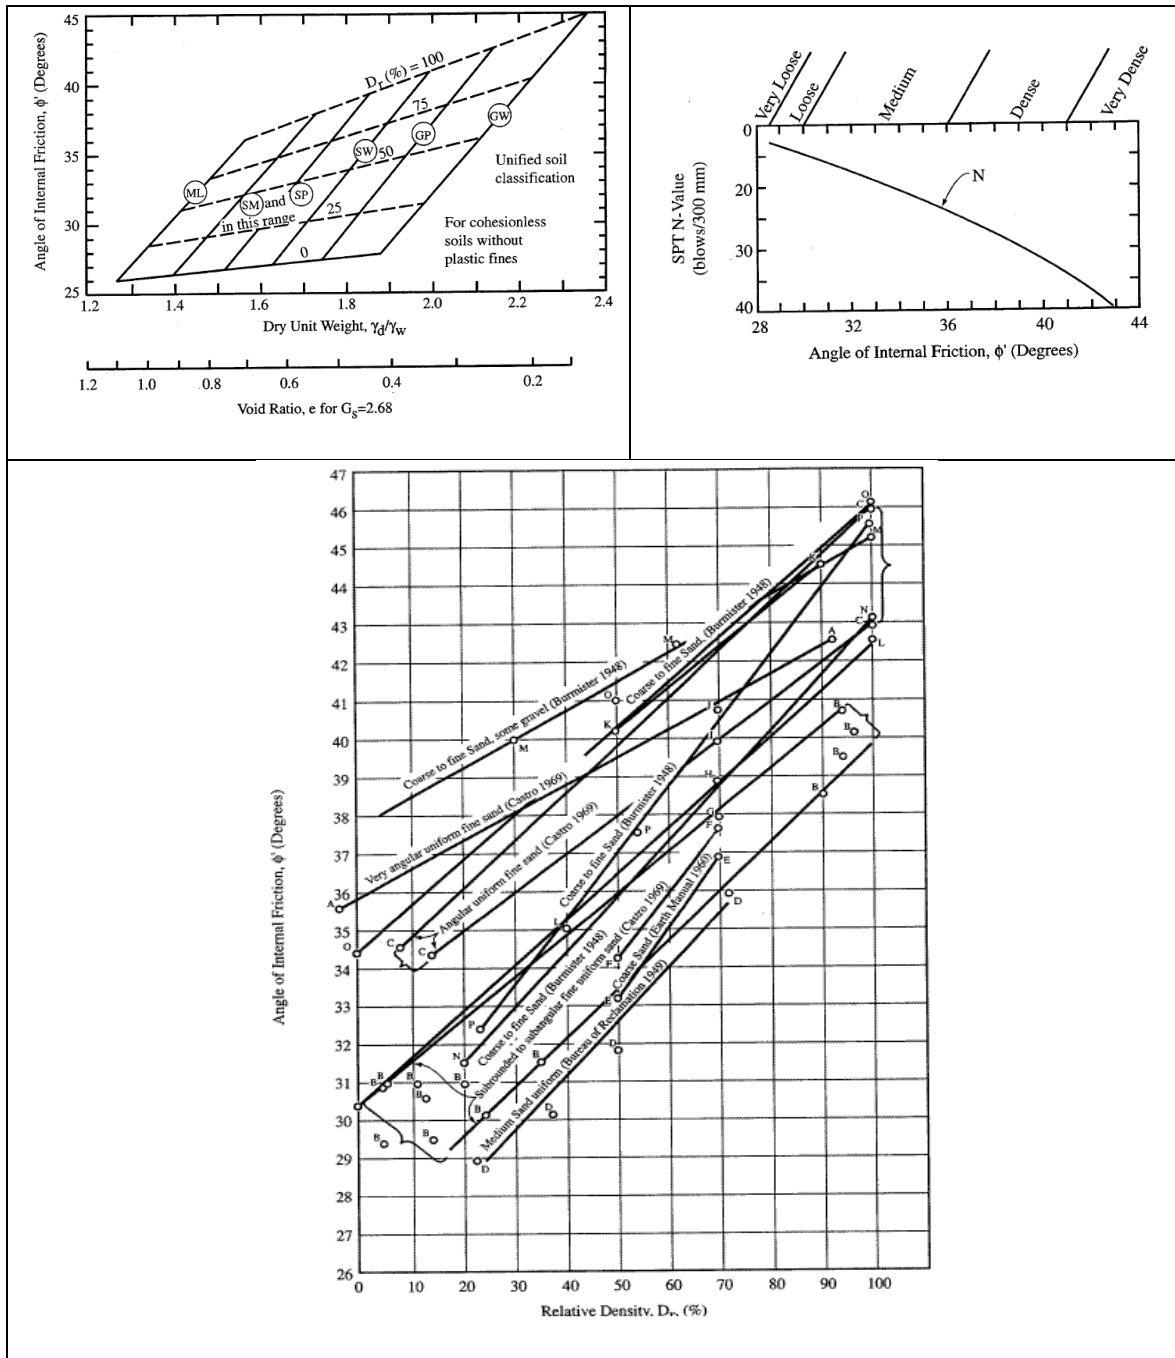 Angle of Internal Friction, ϕ' (Degrees)
45
40
35
30
25
D_r (%) = 100
75
50
25
0
ML
SM and
SP
in this range
SW
GP
GW
Unified soil
classification
For cohesionless
soils without
plastic fines
1.2 1.4 1.6 1.8 2.0 2.2 2.4
Dry Unit Weight, γd/γw
1.2 1.0 0.8 0.6 0.4 0.2
Void Ratio, e for Gs=2.68
Very Loose
Loose
Medium
Dense
Very Dense
SPT N-Value
(blows/300 mm)
0
20
30
40
N
28 32 36 40 44
Angle of Internal Friction, ϕ' (Degrees)
Angle of Internal Friction, ϕ' (Degrees)
47
46
45
44
43
42
41
40
39
38
37
36
35
34
33
32
31
30
29
28
27
26
Coarse to fine Sand, some gravel (Burmister 1948)
Coarse to fine Sand, (Burmister 1948)
Very angular uniform fine sand (Castro 1969)
Angular uniform fine sand (Castro 1969)
Coarse to fine Sand (Burmister 1948)
Coarse to fine Sand (Burmister 1948)
Subrounded to subangular fine uniform sand (Castro 1969)
Coarse Sand (Earth Manual 1960)
Medium Sand uniform (Bureau of Reclamation 1949)
O
C
P
M
K
N
C
L
A
M
O
K
M
J
I
H
G
F
E
D
B
B
B
B
P
L
A
O
C
C
F
E
D
P
N
B
B
B
B
B
B
B
B
B
B
D
D
0 10 20 30 40 50 60 70 80 90 100
Relative Density, Dr, (%)